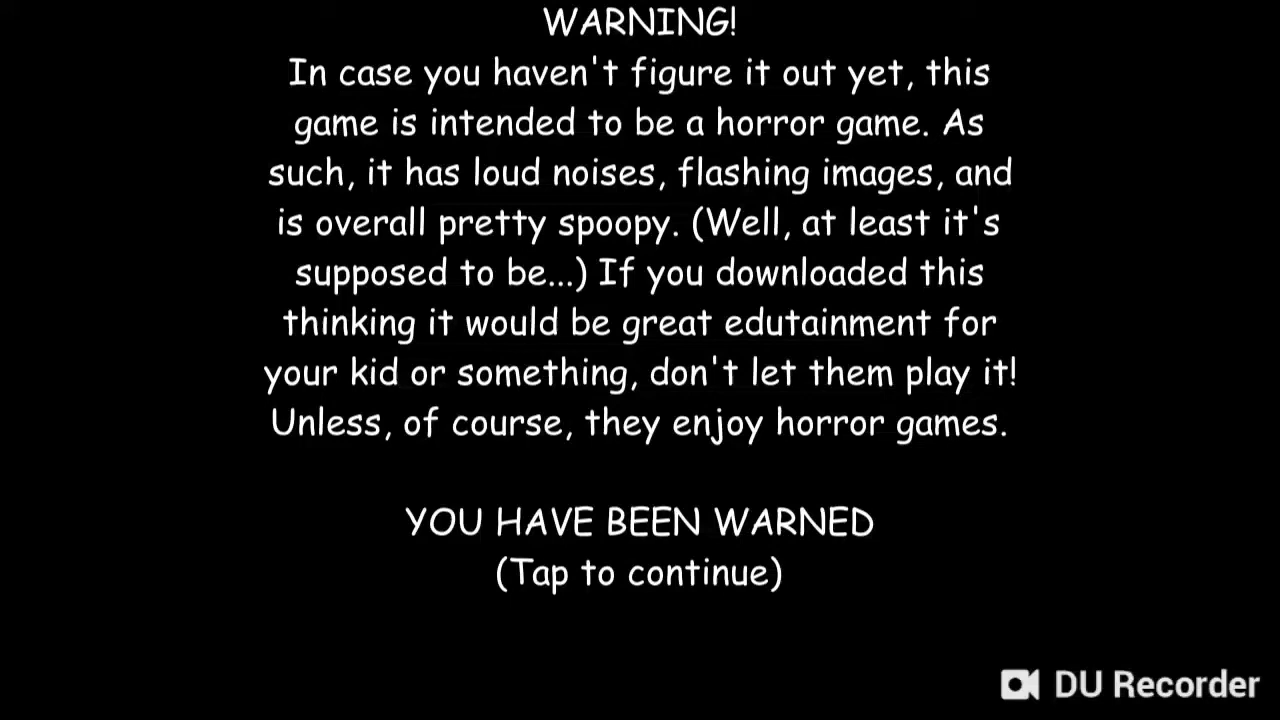 WARNING!
In case you haven't figure it out yet, this
game is intended to be a horror game. As
such, it has loud noises, flashing images, and
is overall pretty spoopy. (Well, at least it's
supposed to be...) If you downloaded this
thinking it would be great edutainment for
your kid or something, don't let them play it!
Unless, of course, they enjoy horror games.
YOU HAVE BEEN WARNED
(Tap to continue)
DU Recorder